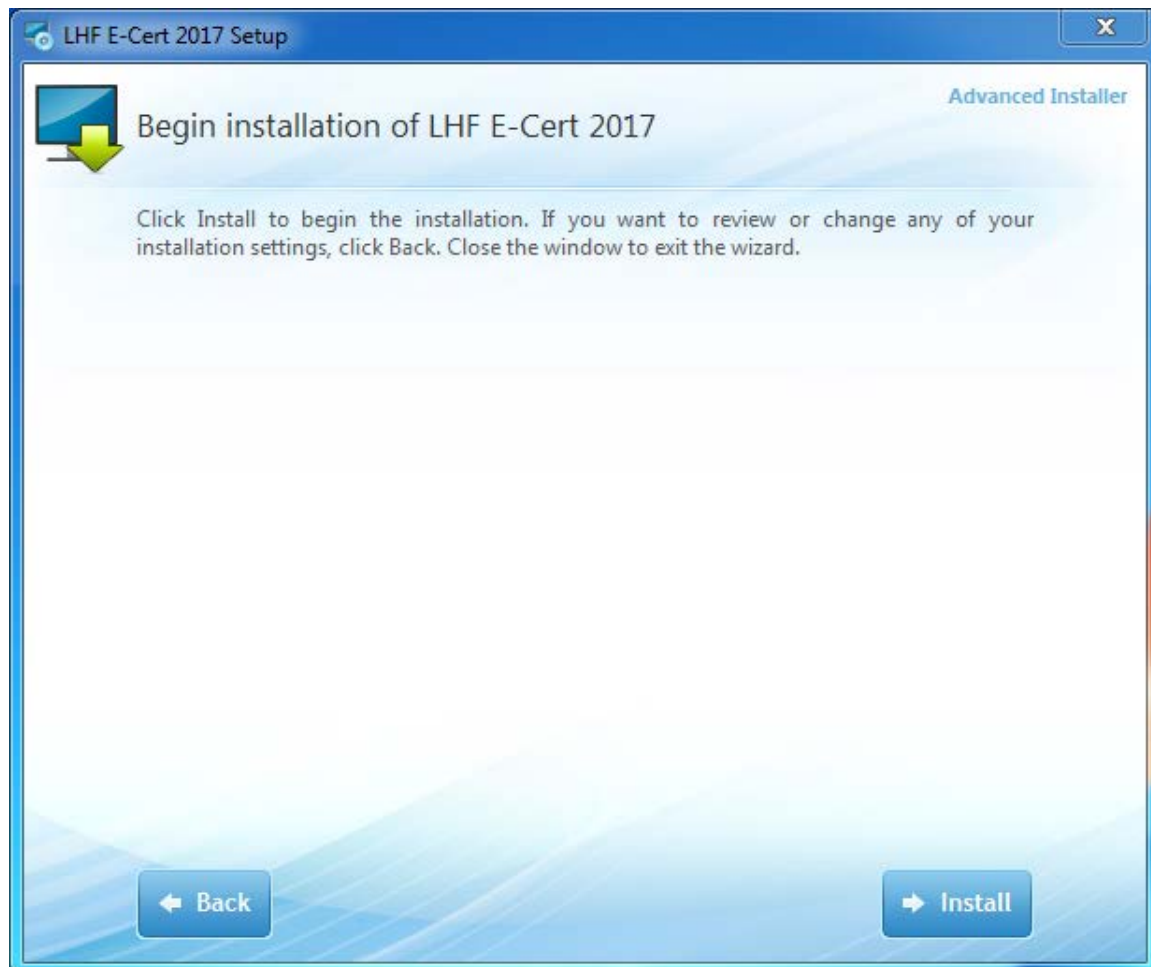 LHF E-Cert 2017 Setup
Advanced Installer
Begin installation of LHF E-Cert 2017
Click Install to begin the installation. If you want to review or change any of your
installation settings, click Back. Close the window to exit the wizard.
Back
Install